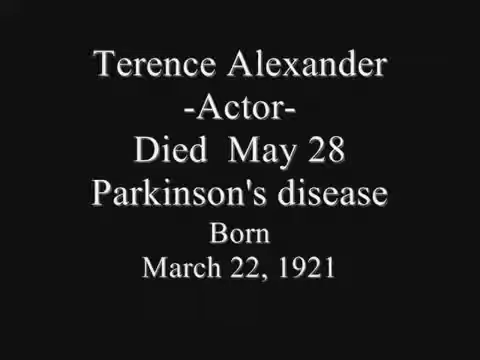 Terence Alexander
-Actor-
Died  May 28
Parkinson's disease
Born
March 22, 1921